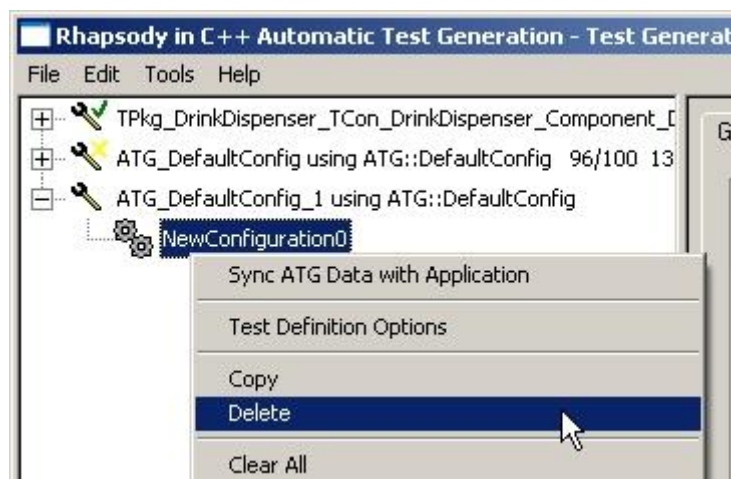 Rhapsody in C++ Automatic Test Generation - Test Generat
File Edit Tools Help
TPkg_DrinkDispenser_TCon_DrinkDispenser_Component_D
G
ATG_DefaultConfig using ATG::DefaultConfig 96/100 13
ATG_DefaultConfig_1 using ATG::DefaultConfig
NewConfiguration0
Sync ATG Data with Application
Test Definition Options
Copy
Delete
Clear All